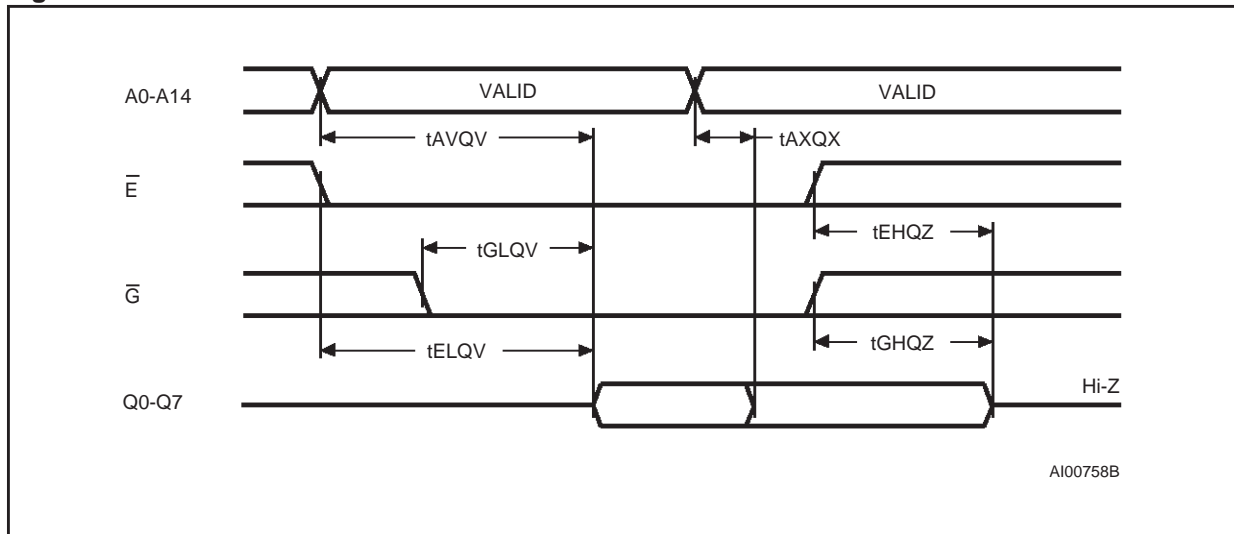 A0-A14
VALID
VALID
tAVQV
tAXQX
E̅
tEHQZ
tGLQV
G̅
tGHQZ
tELQV
Hi-Z
Q0-Q7
AI00758B